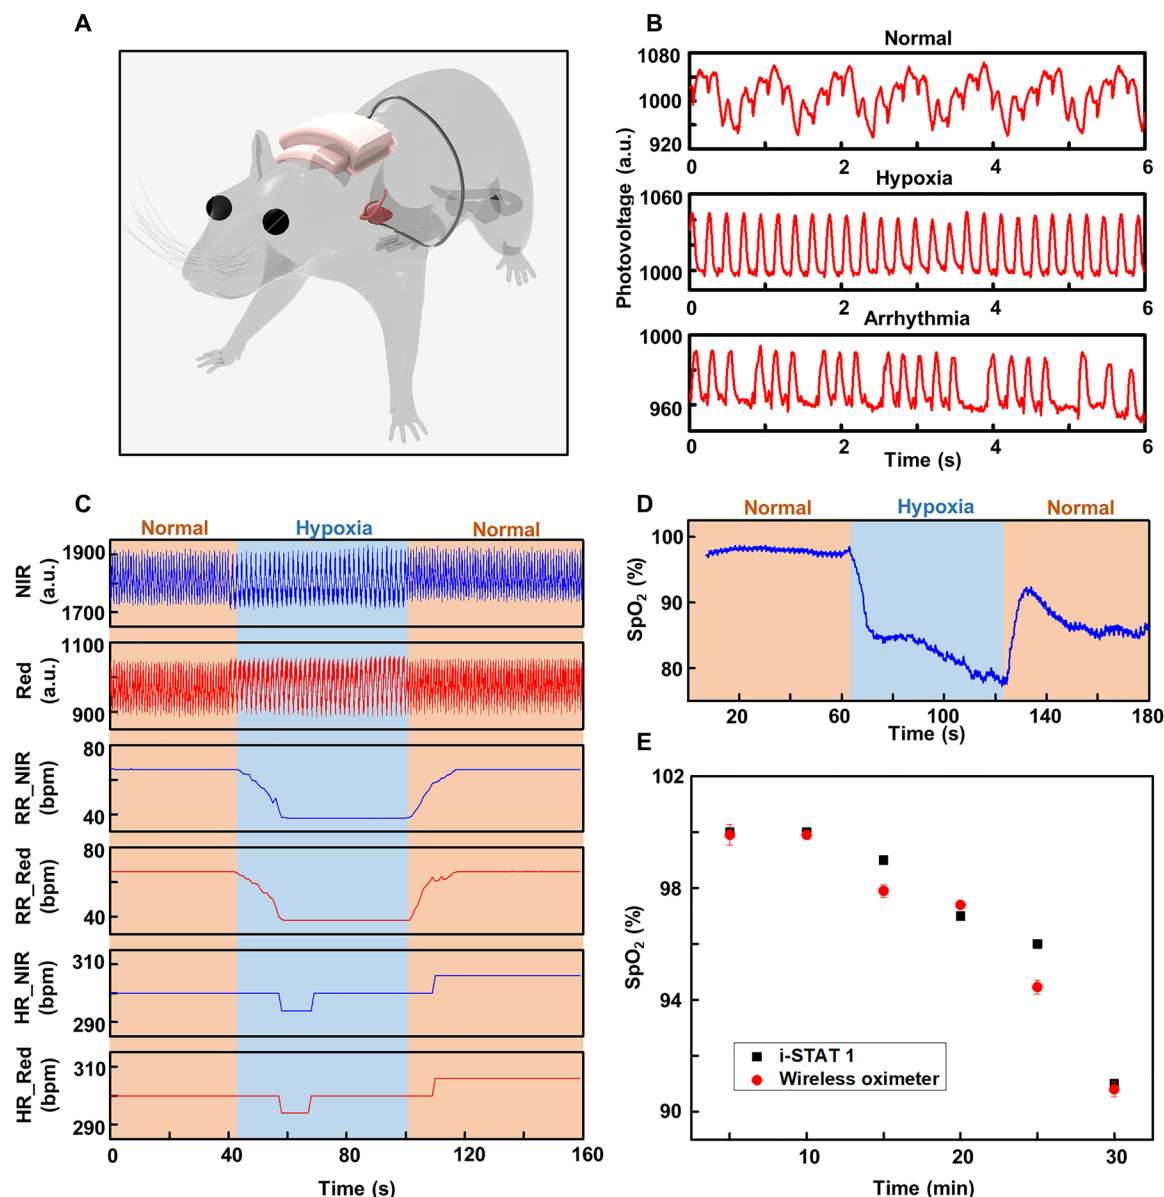 A
B
Normal
1080
1000
920
0 2 4 6
Hypoxia
1060
1000
0 2 4 6
Arrhythmia
1000
960
0 2 4 6
Time (s)
Photovoltage (a.u.)
C
Normal Hypoxia Normal
NIR
(a.u.)
1900
1700
Red
(a.u.)
1100
900
RR_NIR
(bpm)
80
40
RR_Red
(bpm)
80
40
HR_NIR
(bpm)
310
290
HR_Red
(bpm)
310
290
0 40 80 120 160
Time (s)
D
Normal Hypoxia Normal
SpO2 (%)
100
90
80
20 60 100 140 180
Time (s)
E
SpO2 (%)
102
98
94
90
i-STAT 1
Wireless oximeter
10 20 30
Time (min)